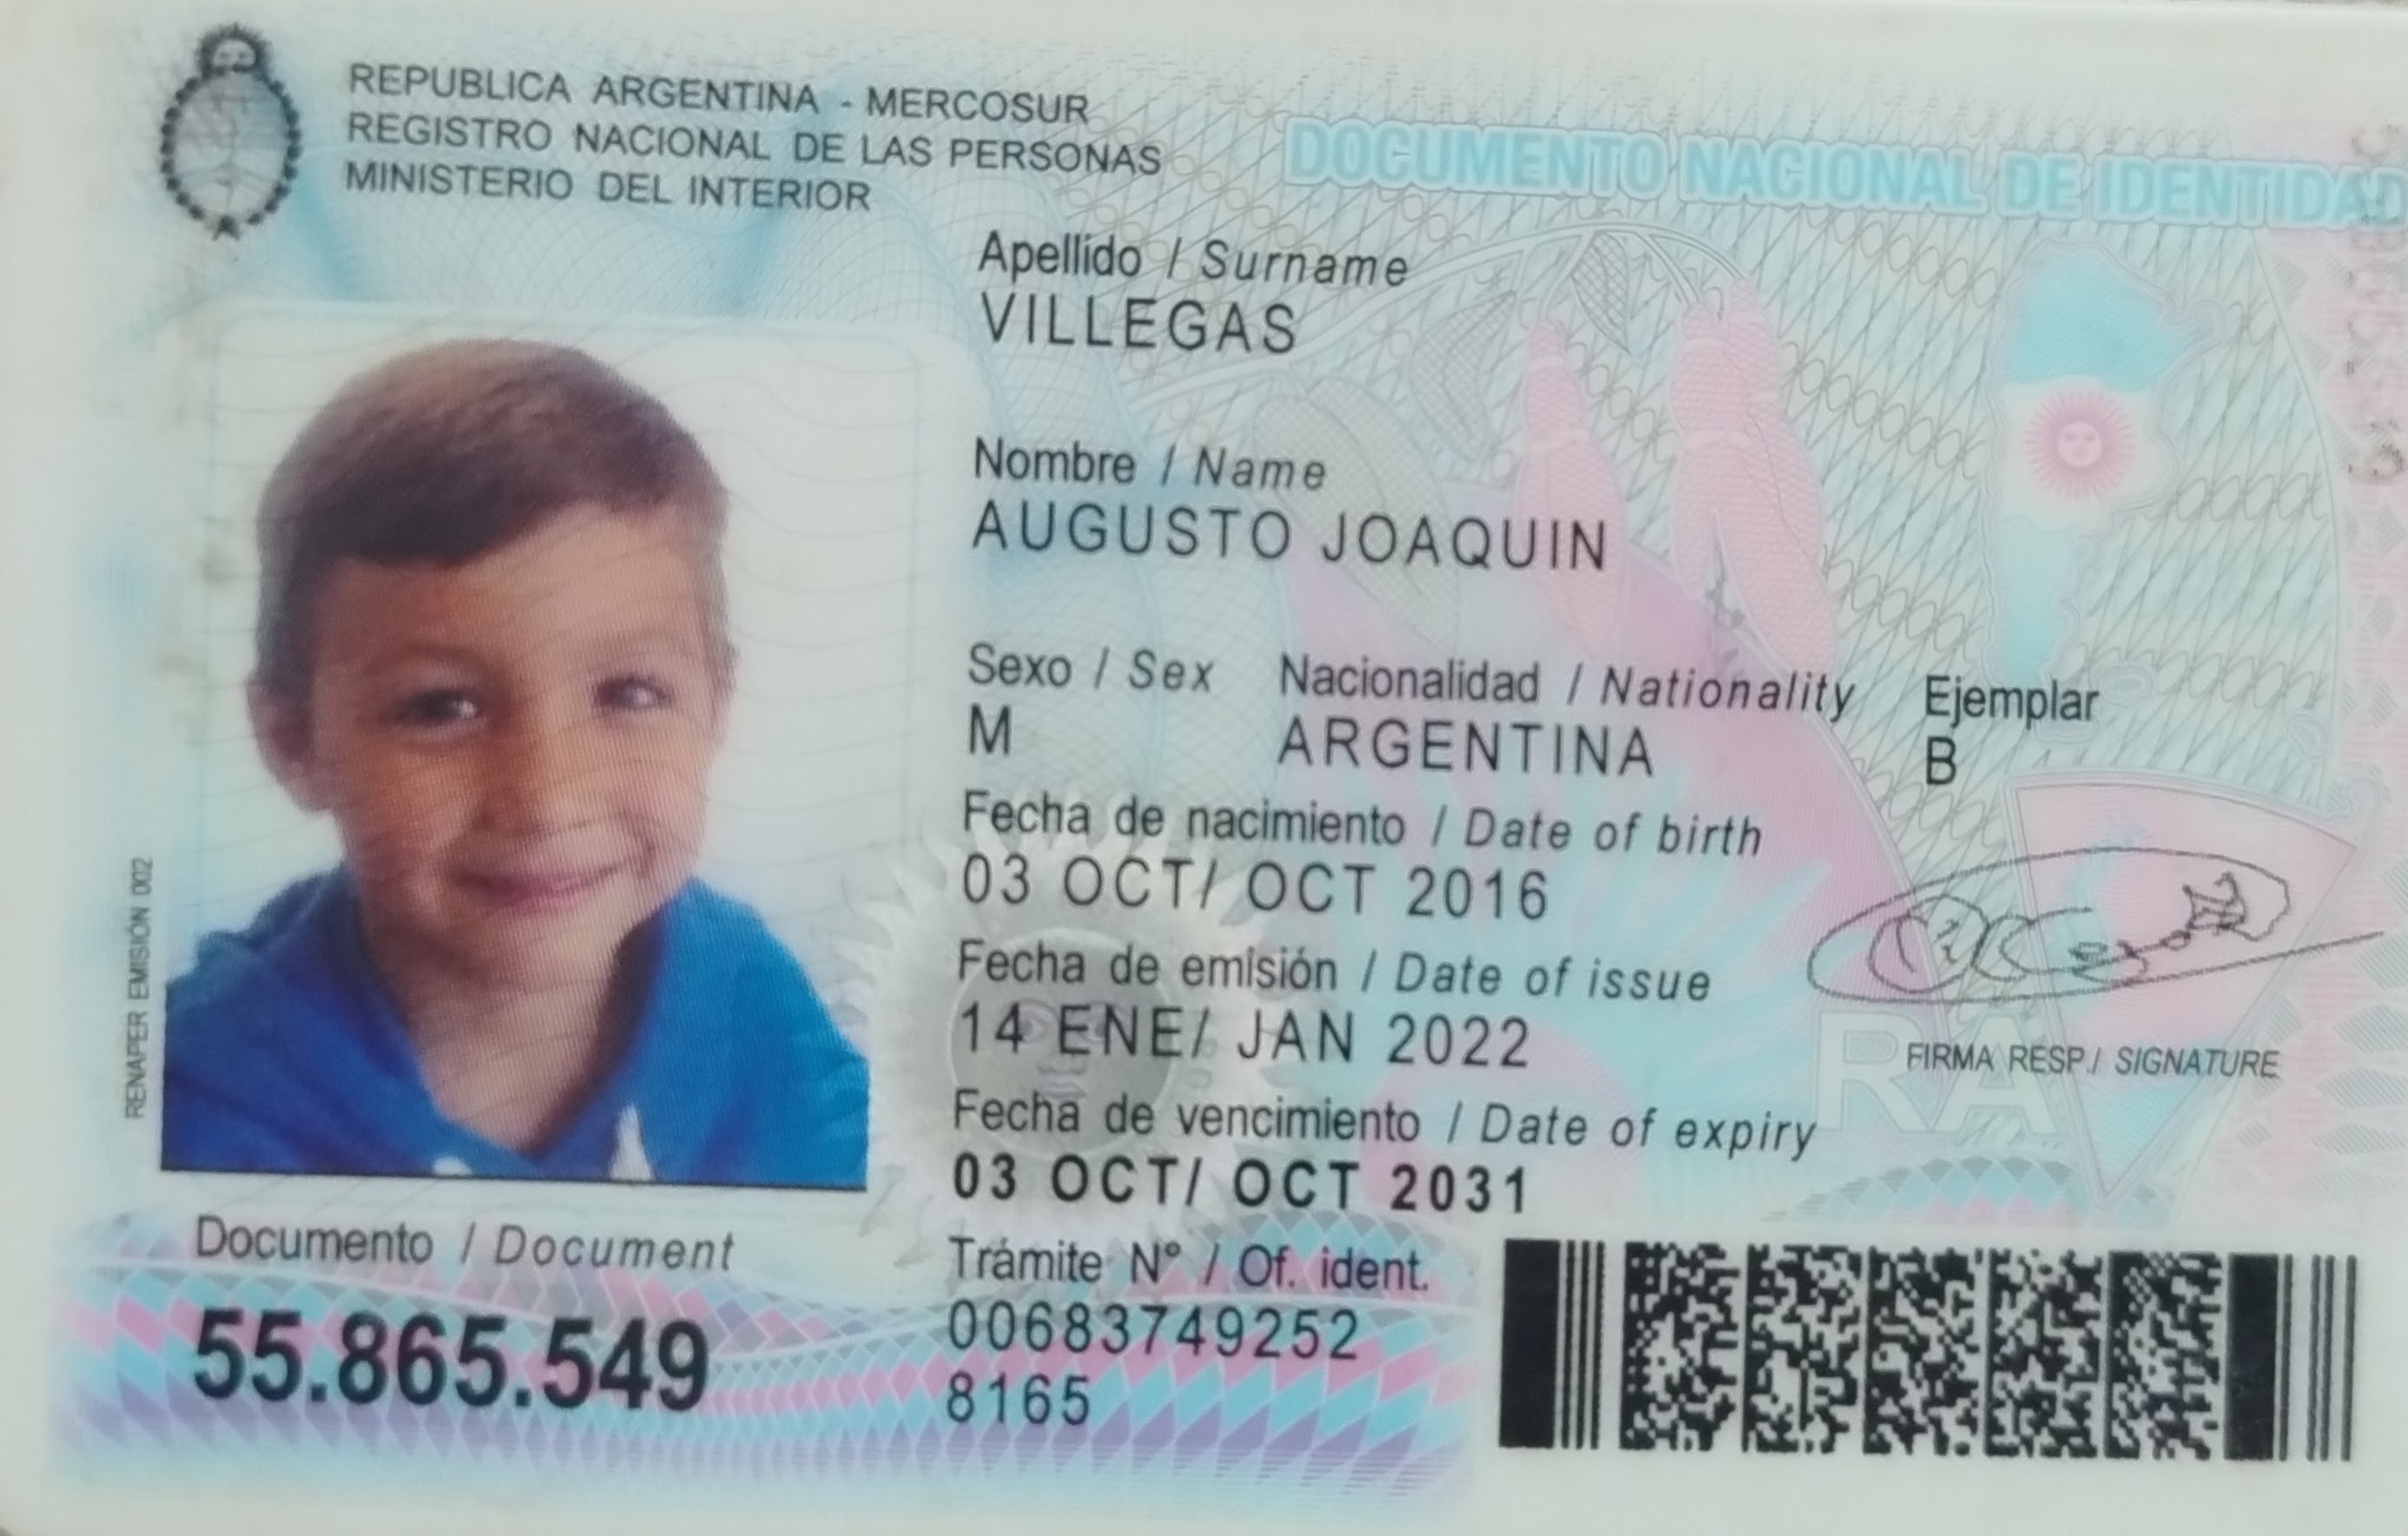 REPUBLICA ARGENTINA - MERCOSUR
REGISTRO NACIONAL DE LAS PERSONAS
MINISTERIO DEL INTERIOR
DOCUMENTO NACIONAL DE IDENTIDAD
Apellido / Surname
VILLEGAS
Nombre / Name
AUGUSTO JOAQUIN
Sexo / Sex Nacionalidad / Nationality Ejemplar
M ARGENTINA B
Fecha de nacimiento / Date of birth
03 OCT/ OCT 2016
Fecha de emisión / Date of issue
14 ENE/ JAN 2022
FIRMA RESP./ SIGNATURE
Fecha de vencimiento / Date of expiry
03 OCT/ OCT 2031
RENAPER EMISIÓN 002
Documento / Document
55.865.549
Trámite Nº / Of. ident.
00683749252
8165
RA